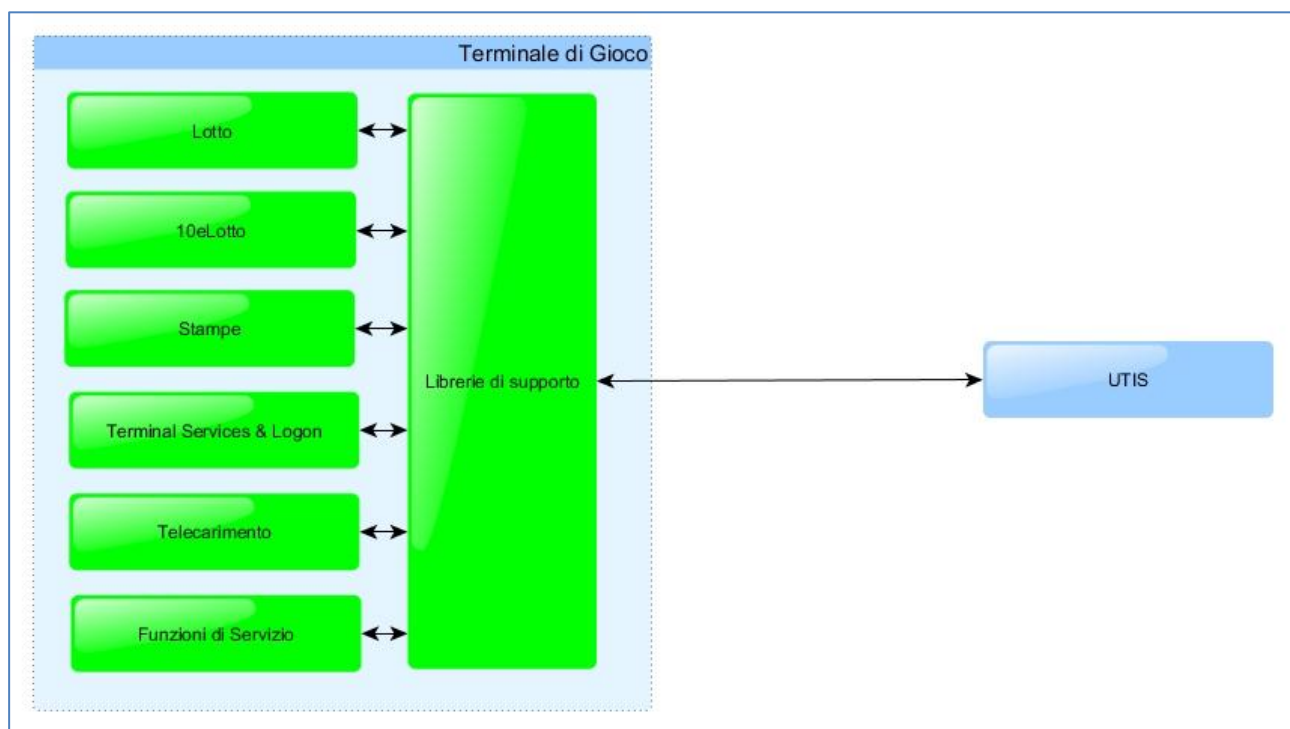 Terminale di Gioco
Lotto
10eLotto
Stampe
Terminal Services & Logon
Telecarimento
Funzioni di Servizio
Librerie di supporto
UTIS